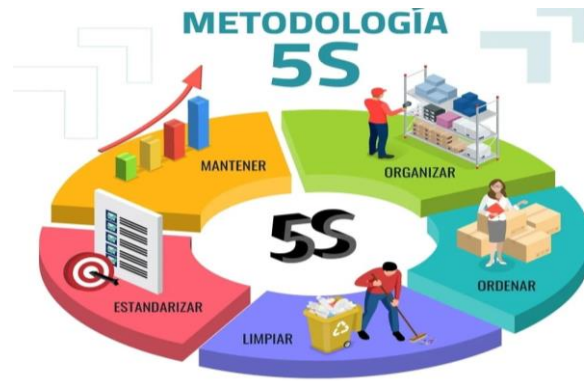 METODOLOGÍA
5S
MANTENER
ORGANIZAR
5S
ORDENAR
ESTANDARIZAR
LIMPIAR